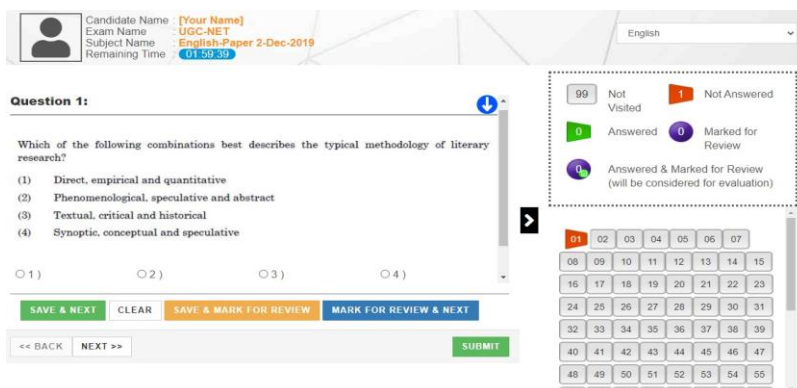 Candidate Name : [Your Name]
Exam Name : UGC-NET
Subject Name : English-Paper 2-Dec-2019
Remaining Time : 01:59:39
English
Question 1:
Which of the following combinations best describes the typical methodology of literary
research?
(1) Direct, empirical and quantitative
(2) Phenomenological, speculative and abstract
(3) Textual, critical and historical
(4) Synoptic, conceptual and speculative
1 ) 2 ) 3 ) 4 )
SAVE & NEXT CLEAR SAVE & MARK FOR REVIEW MARK FOR REVIEW & NEXT
<< BACK NEXT >> SUBMIT
99 Not Visited 1 Not Answered
0 Answered 0 Marked for Review
0 Answered & Marked for Review
(will be considered for evaluation)
01 02 03 04 05 06 07
08 09 10 11 12 13 14 15
16 17 18 19 20 21 22 23
24 25 26 27 28 29 30 31
32 33 34 35 36 37 38 39
40 41 42 43 44 45 46 47
48 49 50 51 52 53 54 55